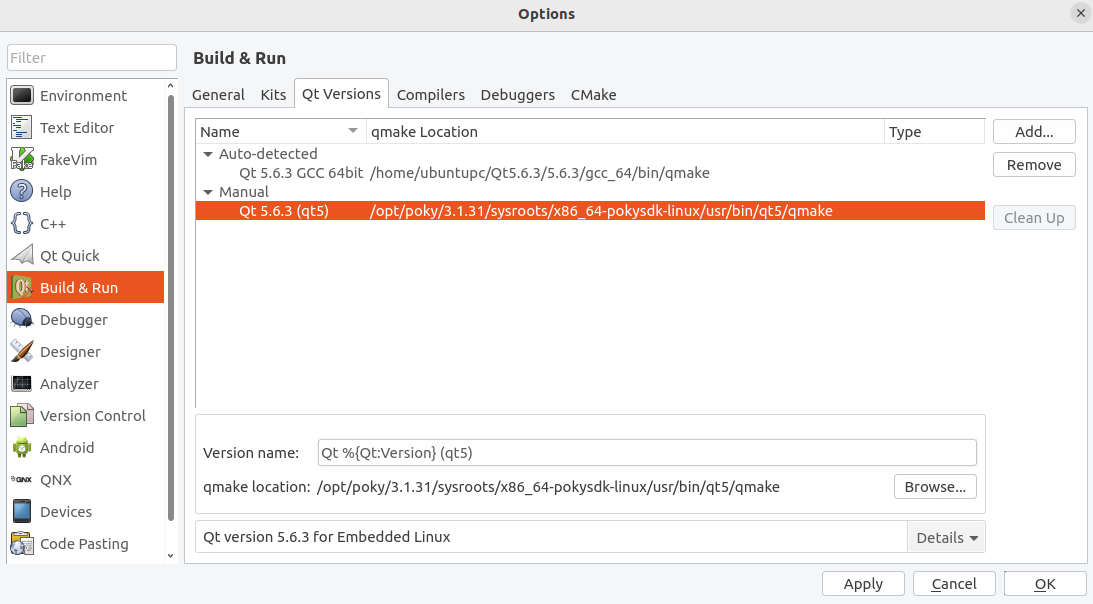 Options
Filter
Environment
Text Editor
FakeVim
Help
C++
Qt Quick
Build & Run
Debugger
Designer
Analyzer
Version Control
Android
QNX
Devices
Code Pasting
Build & Run
General Kits Qt Versions Compilers Debuggers CMake
Name qmake Location Type
Auto-detected
Qt 5.6.3 GCC 64bit /home/ubuntupc/Qt5.6.3/5.6.3/gcc_64/bin/qmake
Manual
Qt 5.6.3 (qt5) /opt/poky/3.1.31/sysroots/x86_64-pokysdk-linux/usr/bin/qt5/qmake
Add...
Remove
Clean Up
Version name: Qt %{Qt:Version} (qt5)
qmake location: /opt/poky/3.1.31/sysroots/x86_64-pokysdk-linux/usr/bin/qt5/qmake Browse...
Qt version 5.6.3 for Embedded Linux Details
Apply Cancel OK